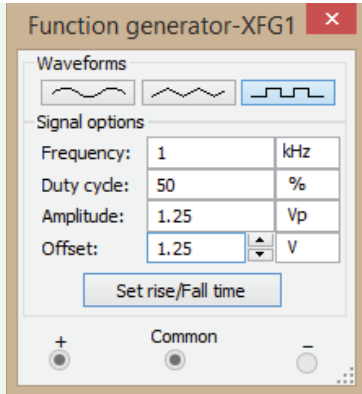 Function generator-XFG1
Waveforms
Signal options
Frequency: 1 kHz
Duty cycle: 50 %
Amplitude: 1.25 Vp
Offset: 1.25 V
Set rise/Fall time
+ Common −